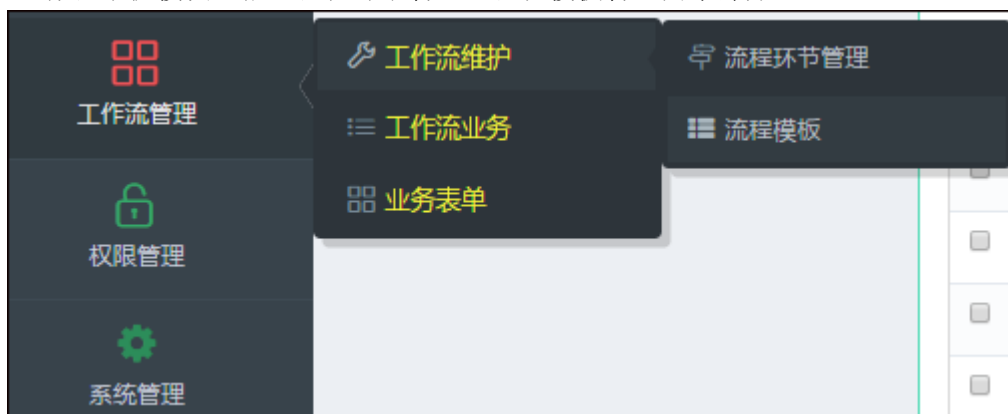 工作流管理
权限管理
系统管理
工作流维护
工作流业务
业务表单
流程环节管理
流程模板